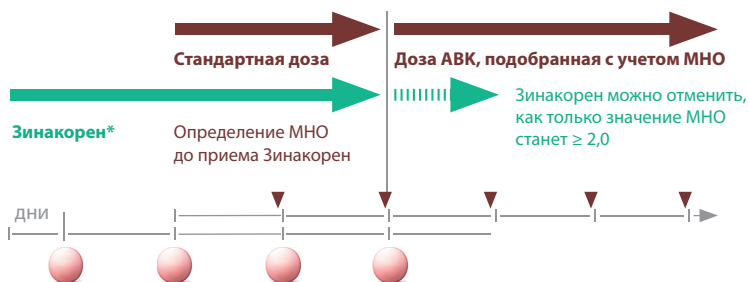 Стандартная доза
Доза АВК, подобранная с учетом МНО
Зинакорен*
Определение МНО
до приема Зинакорен
Зинакорен можно отменить,
как только значение МНО
станет ≥ 2,0
дни